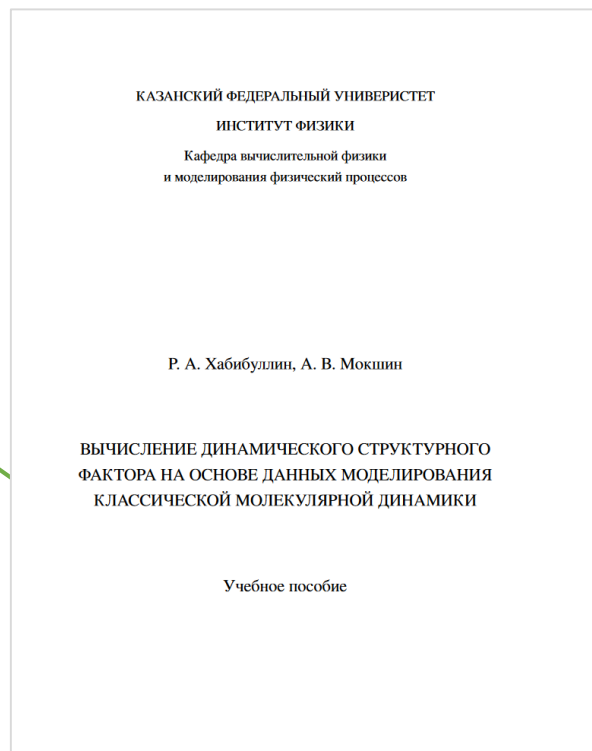 КАЗАНСКИЙ ФЕДЕРАЛЬНЫЙ УНИВЕРИСТЕТ
ИНСТИТУТ ФИЗИКИ
Кафедра вычислительной физики
и моделирования физический процессов
Р. А. Хабибуллин, А. В. Мокшин
ВЫЧИСЛЕНИЕ ДИНАМИЧЕСКОГО СТРУКТУРНОГО
ФАКТОРА НА ОСНОВЕ ДАННЫХ МОДЕЛИРОВАНИЯ
КЛАССИЧЕСКОЙ МОЛЕКУЛЯРНОЙ ДИНАМИКИ
Учебное пособие